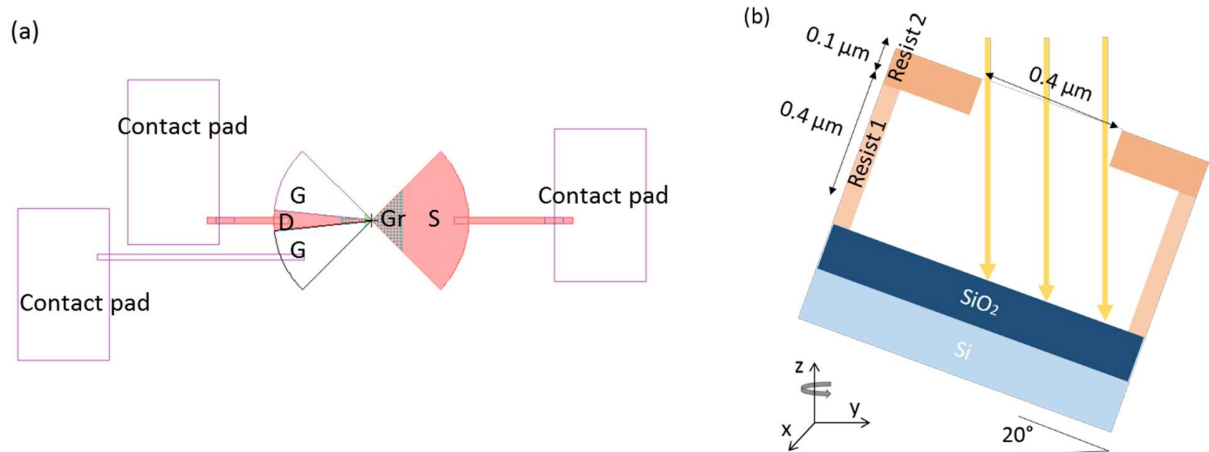 (a)
Contact pad
G
D
G
Gr
S
Contact pad
Contact pad
(b)
0.1 µm
Resist 2
0.4 µm
0.4 µm
Resist 1
SiO₂
Si
z
y
x
20°